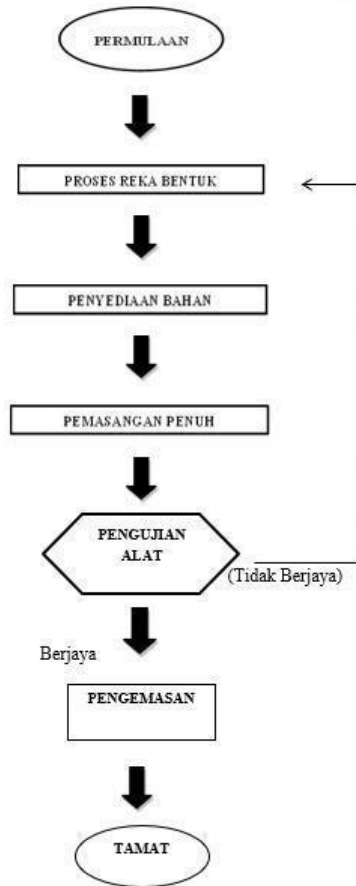 PERMULAAN
PROSES REKA BENTUK
PENYEDIAAN BAHAN
PEMASANGAN PENUH
PENGUJIAN
ALAT
(Tidak Berjaya)
Berjaya
PENGEMASAN
TAMAT